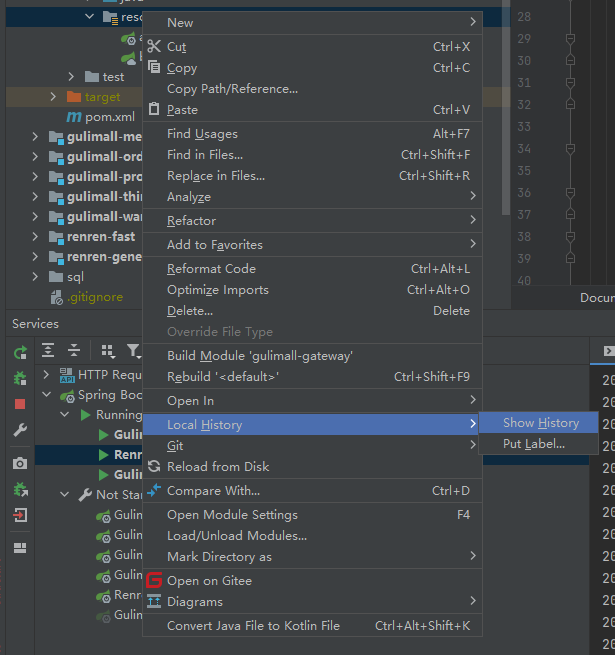 resc
New
28
Cut Ctrl+X
29
Copy Ctrl+C
30
test
Copy Path/Reference...
31
target
Paste Ctrl+V
32
pom.xml
33
gulimall-me
Find Usages Alt+F7
gulimall-ord
Find in Files... Ctrl+Shift+F
34
gulimall-pro
Replace in Files... Ctrl+Shift+R
35
gulimall-thir
Analyze
36
gulimall-wa
Refactor
37
renren-fast
38
Add to Favorites
39
renren-gene
Reformat Code Ctrl+Alt+L
40
sql
Optimize Imports Ctrl+Alt+O
.gitignore
Docum
Delete... Delete
Services
Override File Type
Build Module 'gulimall-gateway'
HTTP Requ
Rebuild '<default>' Ctrl+Shift+F9
20
Spring Boo
Open In
20
Running
Local History
Show History
20
Guli
Git
Put Label...
20
Renr
Reload from Disk
20
Guli
Compare With... Ctrl+D
20
Not Star
Open Module Settings F4
20
Gulim
Load/Unload Modules...
20
Gulim
Mark Directory as
20
Gulim
Open on Gitee
20
Renr
Diagrams
20
Gulim
Convert Java File to Kotlin File Ctrl+Alt+Shift+K
20
20